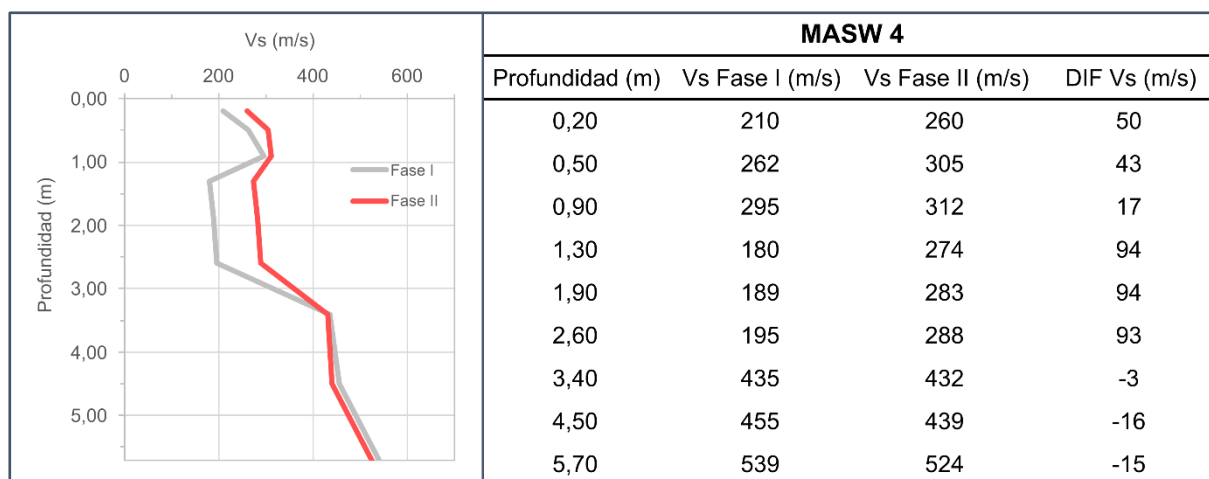 Vs (m/s)
0 200 400 600
0,00
1,00
2,00
3,00
4,00
5,00
Profundidad (m)
Fase I
Fase II
MASW 4
Profundidad (m) Vs Fase I (m/s) Vs Fase II (m/s) DIF Vs (m/s)
0,20 210 260 50
0,50 262 305 43
0,90 295 312 17
1,30 180 274 94
1,90 189 283 94
2,60 195 288 93
3,40 435 432 -3
4,50 455 439 -16
5,70 539 524 -15